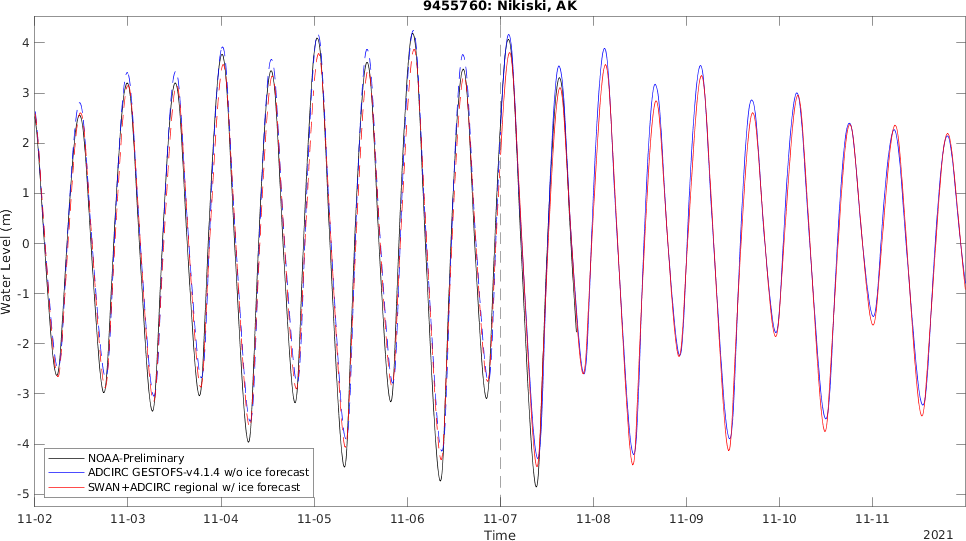 9455760: Nikiski, AK
4
3
2
1
0
-1
-2
-3
-4
-5
Water Level (m)
NOAA-Preliminary
ADCIRC GESTOFS-v4.1.4 w/o ice forecast
SWAN+ADCIRC regional w/ ice forecast
11-02 11-03 11-04 11-05 11-06 11-07 11-08 11-09 11-10 11-11
Time
2021